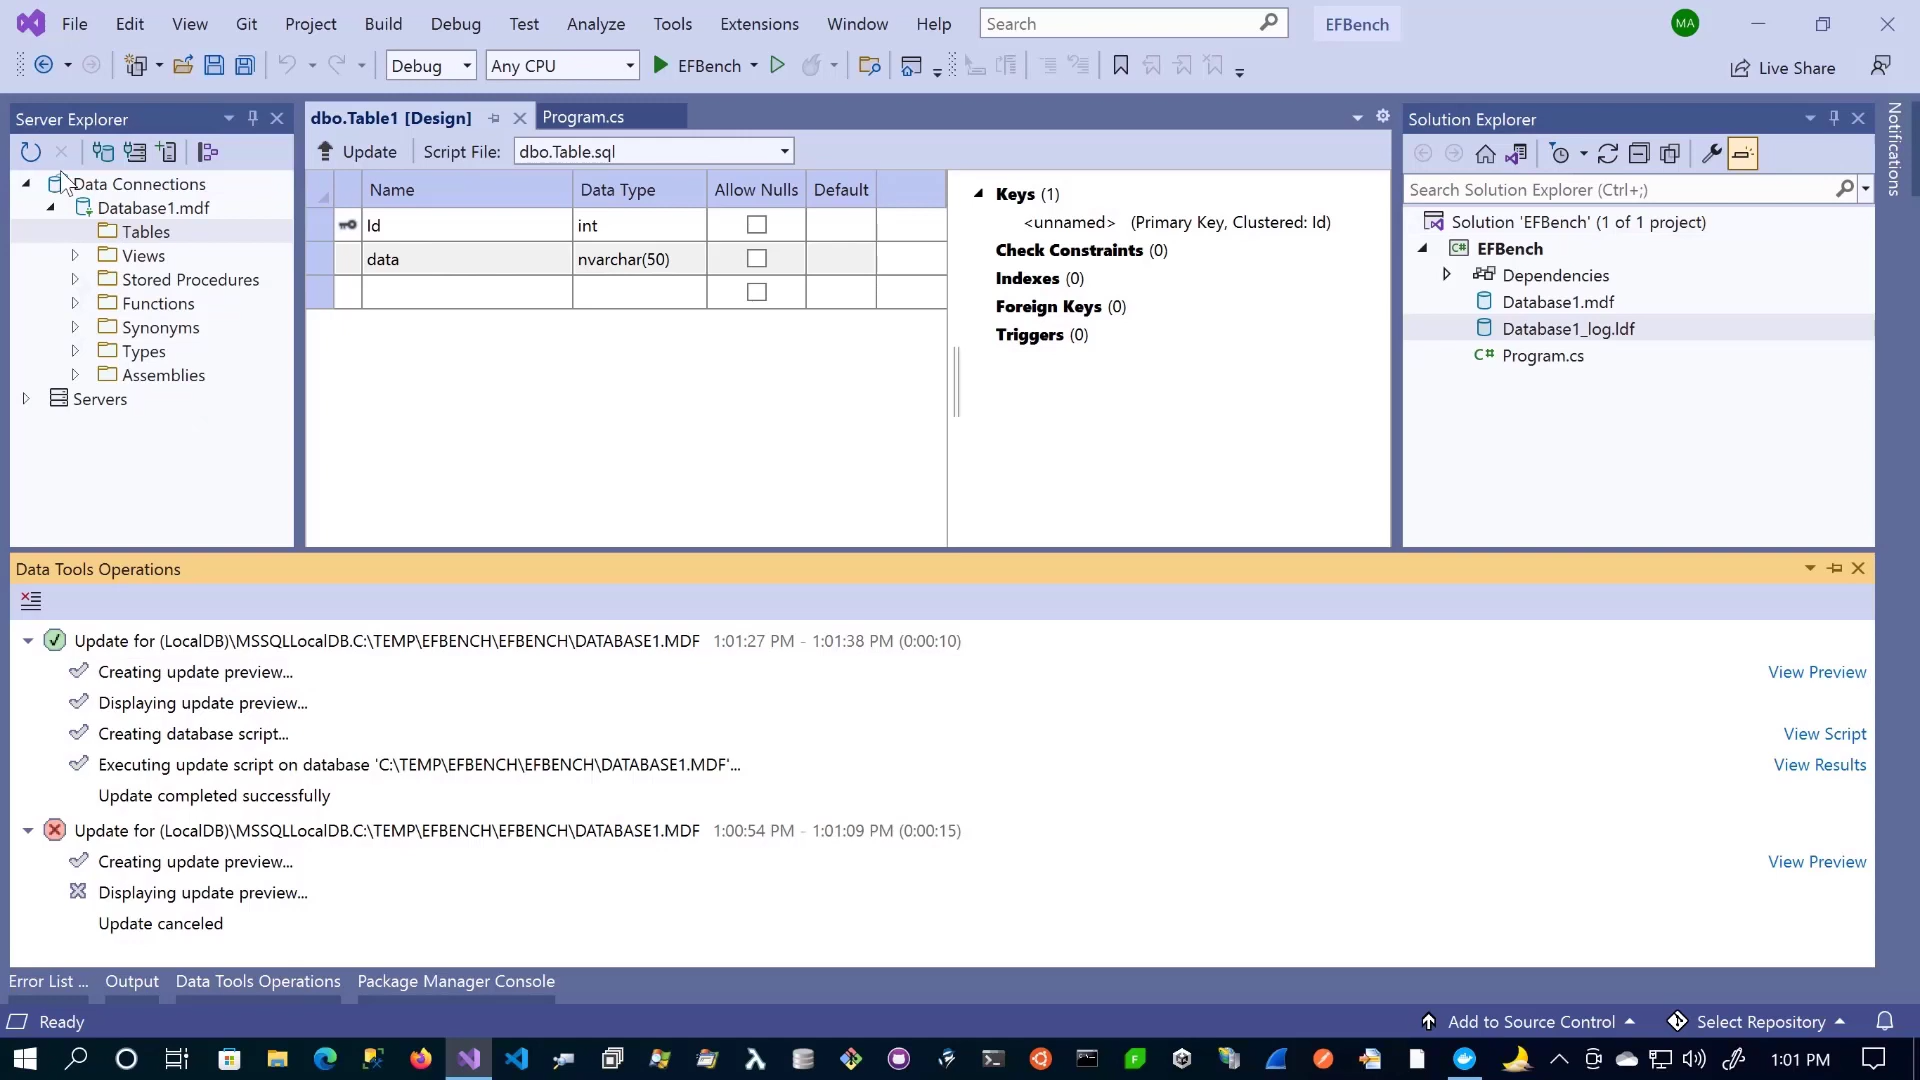 File Edit View Git Project Build Debug Test Analyze Tools Extensions Window Help Search EFBench MA
Debug Any CPU EFBench Live Share
Server Explorer
Data Connections
Database1.mdf
Tables
Views
Stored Procedures
Functions
Synonyms
Types
Assemblies
Servers
dbo.Table1 [Design] Program.cs
Update Script File: dbo.Table.sql
Name Data Type Allow Nulls Default
Id int
data nvarchar(50)
Keys (1)
<unnamed> (Primary Key, Clustered: Id)
Check Constraints (0)
Indexes (0)
Foreign Keys (0)
Triggers (0)
Solution Explorer
Search Solution Explorer (Ctrl+;)
Solution 'EFBench' (1 of 1 project)
C# EFBench
Dependencies
Database1.mdf
Database1_log.ldf
C# Program.cs
Notifications
Data Tools Operations
Update for (LocalDB)\MSSQLLocalDB.C:\TEMP\EFBENCH\EFBENCH\DATABASE1.MDF 1:01:27 PM - 1:01:38 PM (0:00:10)
Creating update preview... View Preview
Displaying update preview...
Creating database script... View Script
Executing update script on database 'C:\TEMP\EFBENCH\EFBENCH\DATABASE1.MDF'... View Results
Update completed successfully
Update for (LocalDB)\MSSQLLocalDB.C:\TEMP\EFBENCH\EFBENCH\DATABASE1.MDF 1:00:54 PM - 1:01:09 PM (0:00:15)
Creating update preview... View Preview
Displaying update preview...
Update canceled
Error List ... Output Data Tools Operations Package Manager Console
Ready Add to Source Control Select Repository
1:01 PM